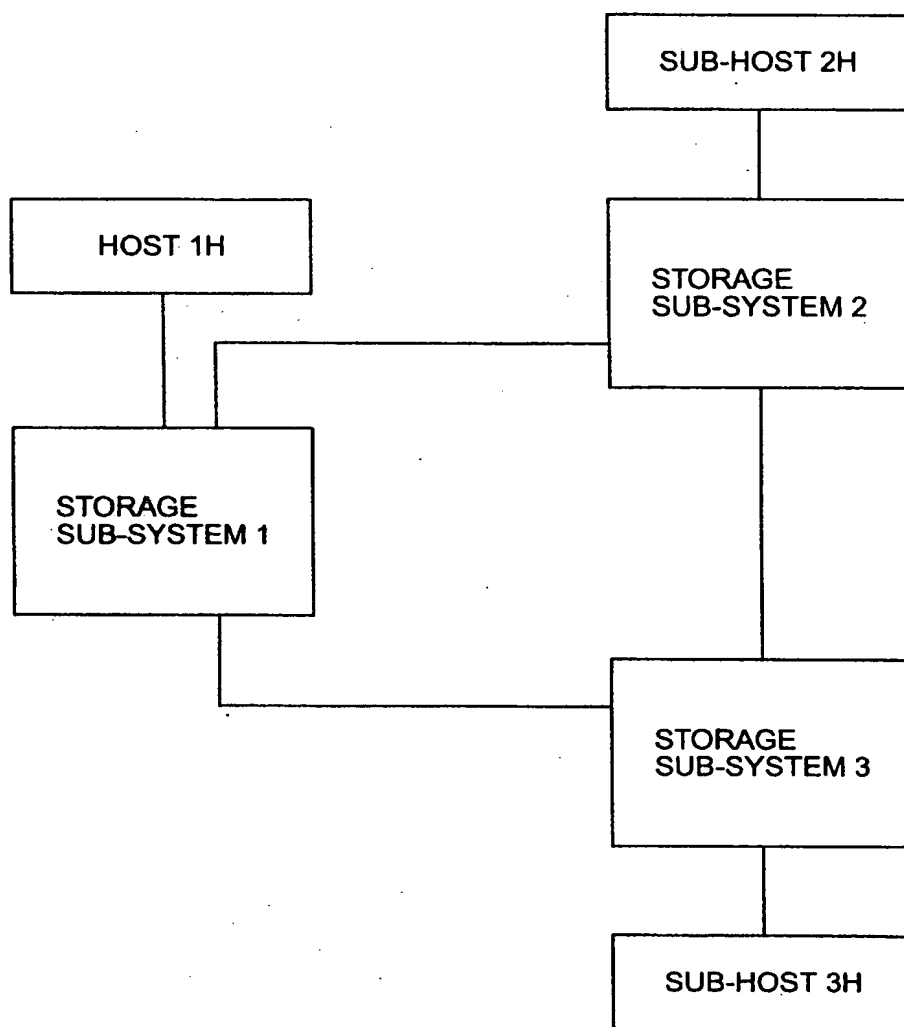 SUB-HOST 2H
HOST 1H
STORAGE
SUB-SYSTEM 2
STORAGE
SUB-SYSTEM 1
STORAGE
SUB-SYSTEM 3
SUB-HOST 3H